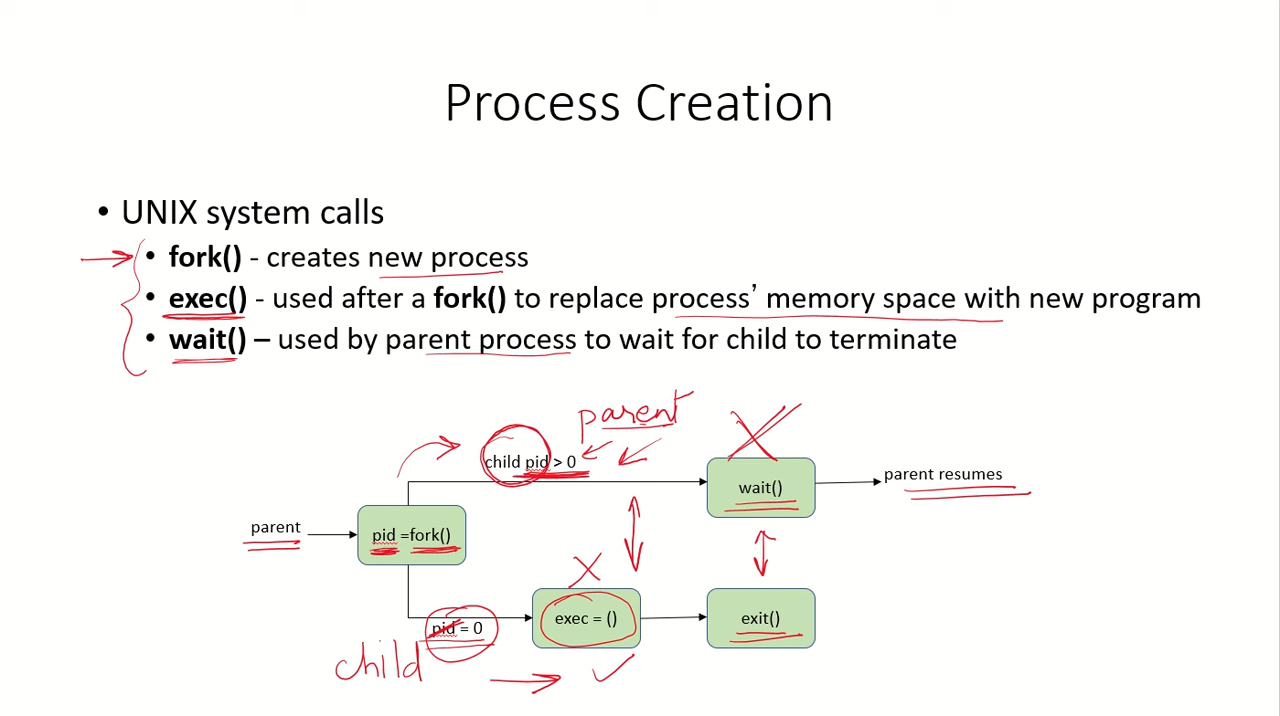 Process Creation
• UNIX system calls
• fork() - creates new process
• exec() - used after a fork() to replace process’ memory space with new program
• wait() – used by parent process to wait for child to terminate
parent
child pid > 0
wait()
parent resumes
parent
pid =fork()
exec = ()
exit()
pid = 0
child